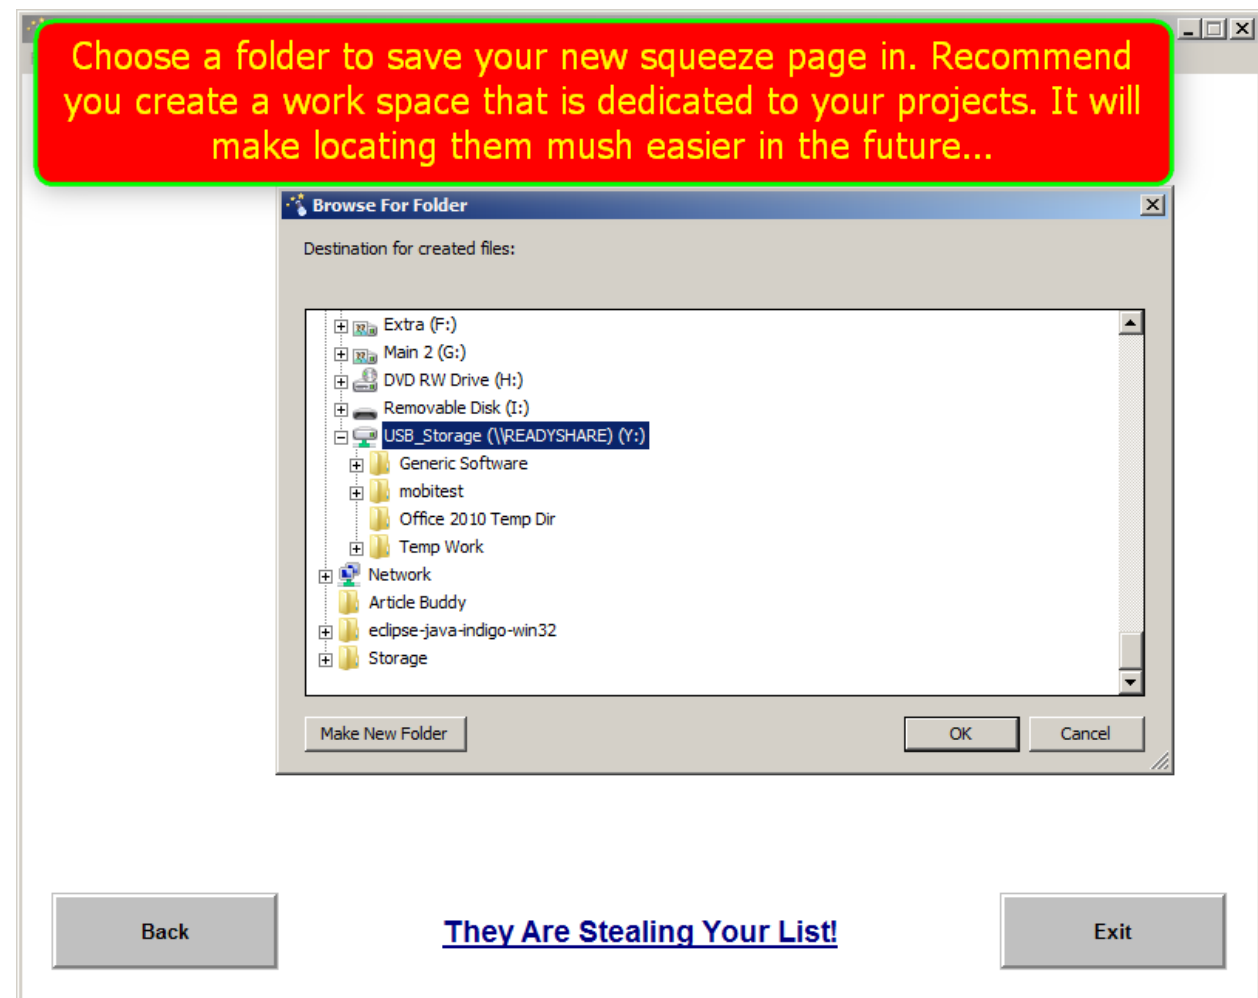 Choose a folder to save your new squeeze page in. Recommend
you create a work space that is dedicated to your projects. It will
make locating them mush easier in the future...
Browse For Folder
Destination for created files:
Extra (F:)
Main 2 (G:)
DVD RW Drive (H:)
Removable Disk (I:)
USB_Storage (\\READYSHARE) (Y:)
Generic Software
mobitest
Office 2010 Temp Dir
Temp Work
Network
Article Buddy
eclipse-java-indigo-win32
Storage
Make New Folder
OK
Cancel
Back
They Are Stealing Your List!
Exit